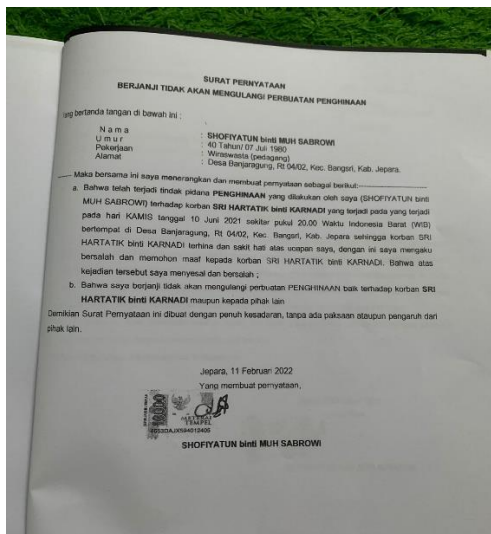 SURAT PERNYATAAN
BERJANJI TIDAK AKAN MENGULANGI PERBUATAN PENGHINAAN
Yang bertanda tangan di bawah ini :
N a m a : SHOFIYATUN binti MUH SABROWI
U m u r : 40 Tahun/ 07 Juli 1980
Pekerjaan : Wiraswasta (pedagang)
Alamat : Desa Banjaragung, Rt 04/02, Kec. Bangsri, Kab. Jepara.
Maka bersama ini saya menerangkan dan membuat pernyataan sebagai berikut:
a. Bahwa telah terjadi tindak pidana PENGHINAAN yang dilakukan oleh saya (SHOFIYATUN binti
MUH SABROWI) terhadap korban SRI HARTATIK binti KARNADI yang terjadi pada yang terjadi
pada hari KAMIS tanggal 10 Juni 2021 sekitar pukul 20.00 Waktu Indonesia Barat (WIB)
bertempat di Desa Banjaragung, Rt 04/02, Kec. Bangsri, Kab. Jepara sehingga korban SRI
HARTATIK binti KARNADI terhina dan sakit hati atas ucapan saya, dengan ini saya mengaku
bersalah dan memohon maaf kepada korban SRI HARTATIK binti KARNADI. Bahwa atas
kejadian tersebut saya menyesal dan bersalah ;
b. Bahwa saya berjanji tidak akan mengulangi perbuatan PENGHINAAN baik terhadap korban SRI
HARTATIK binti KARNADI maupun kepada pihak lain
Demikian Surat Pernyataan ini dibuat dengan penuh kesadaran, tanpa ada paksaan ataupun pengaruh dari
pihak lain.
Jepara, 11 Februari 2022
Yang membuat pernyataan,
10000
METERAI
TEMPEL
SHOFIYATUN binti MUH SABROWI